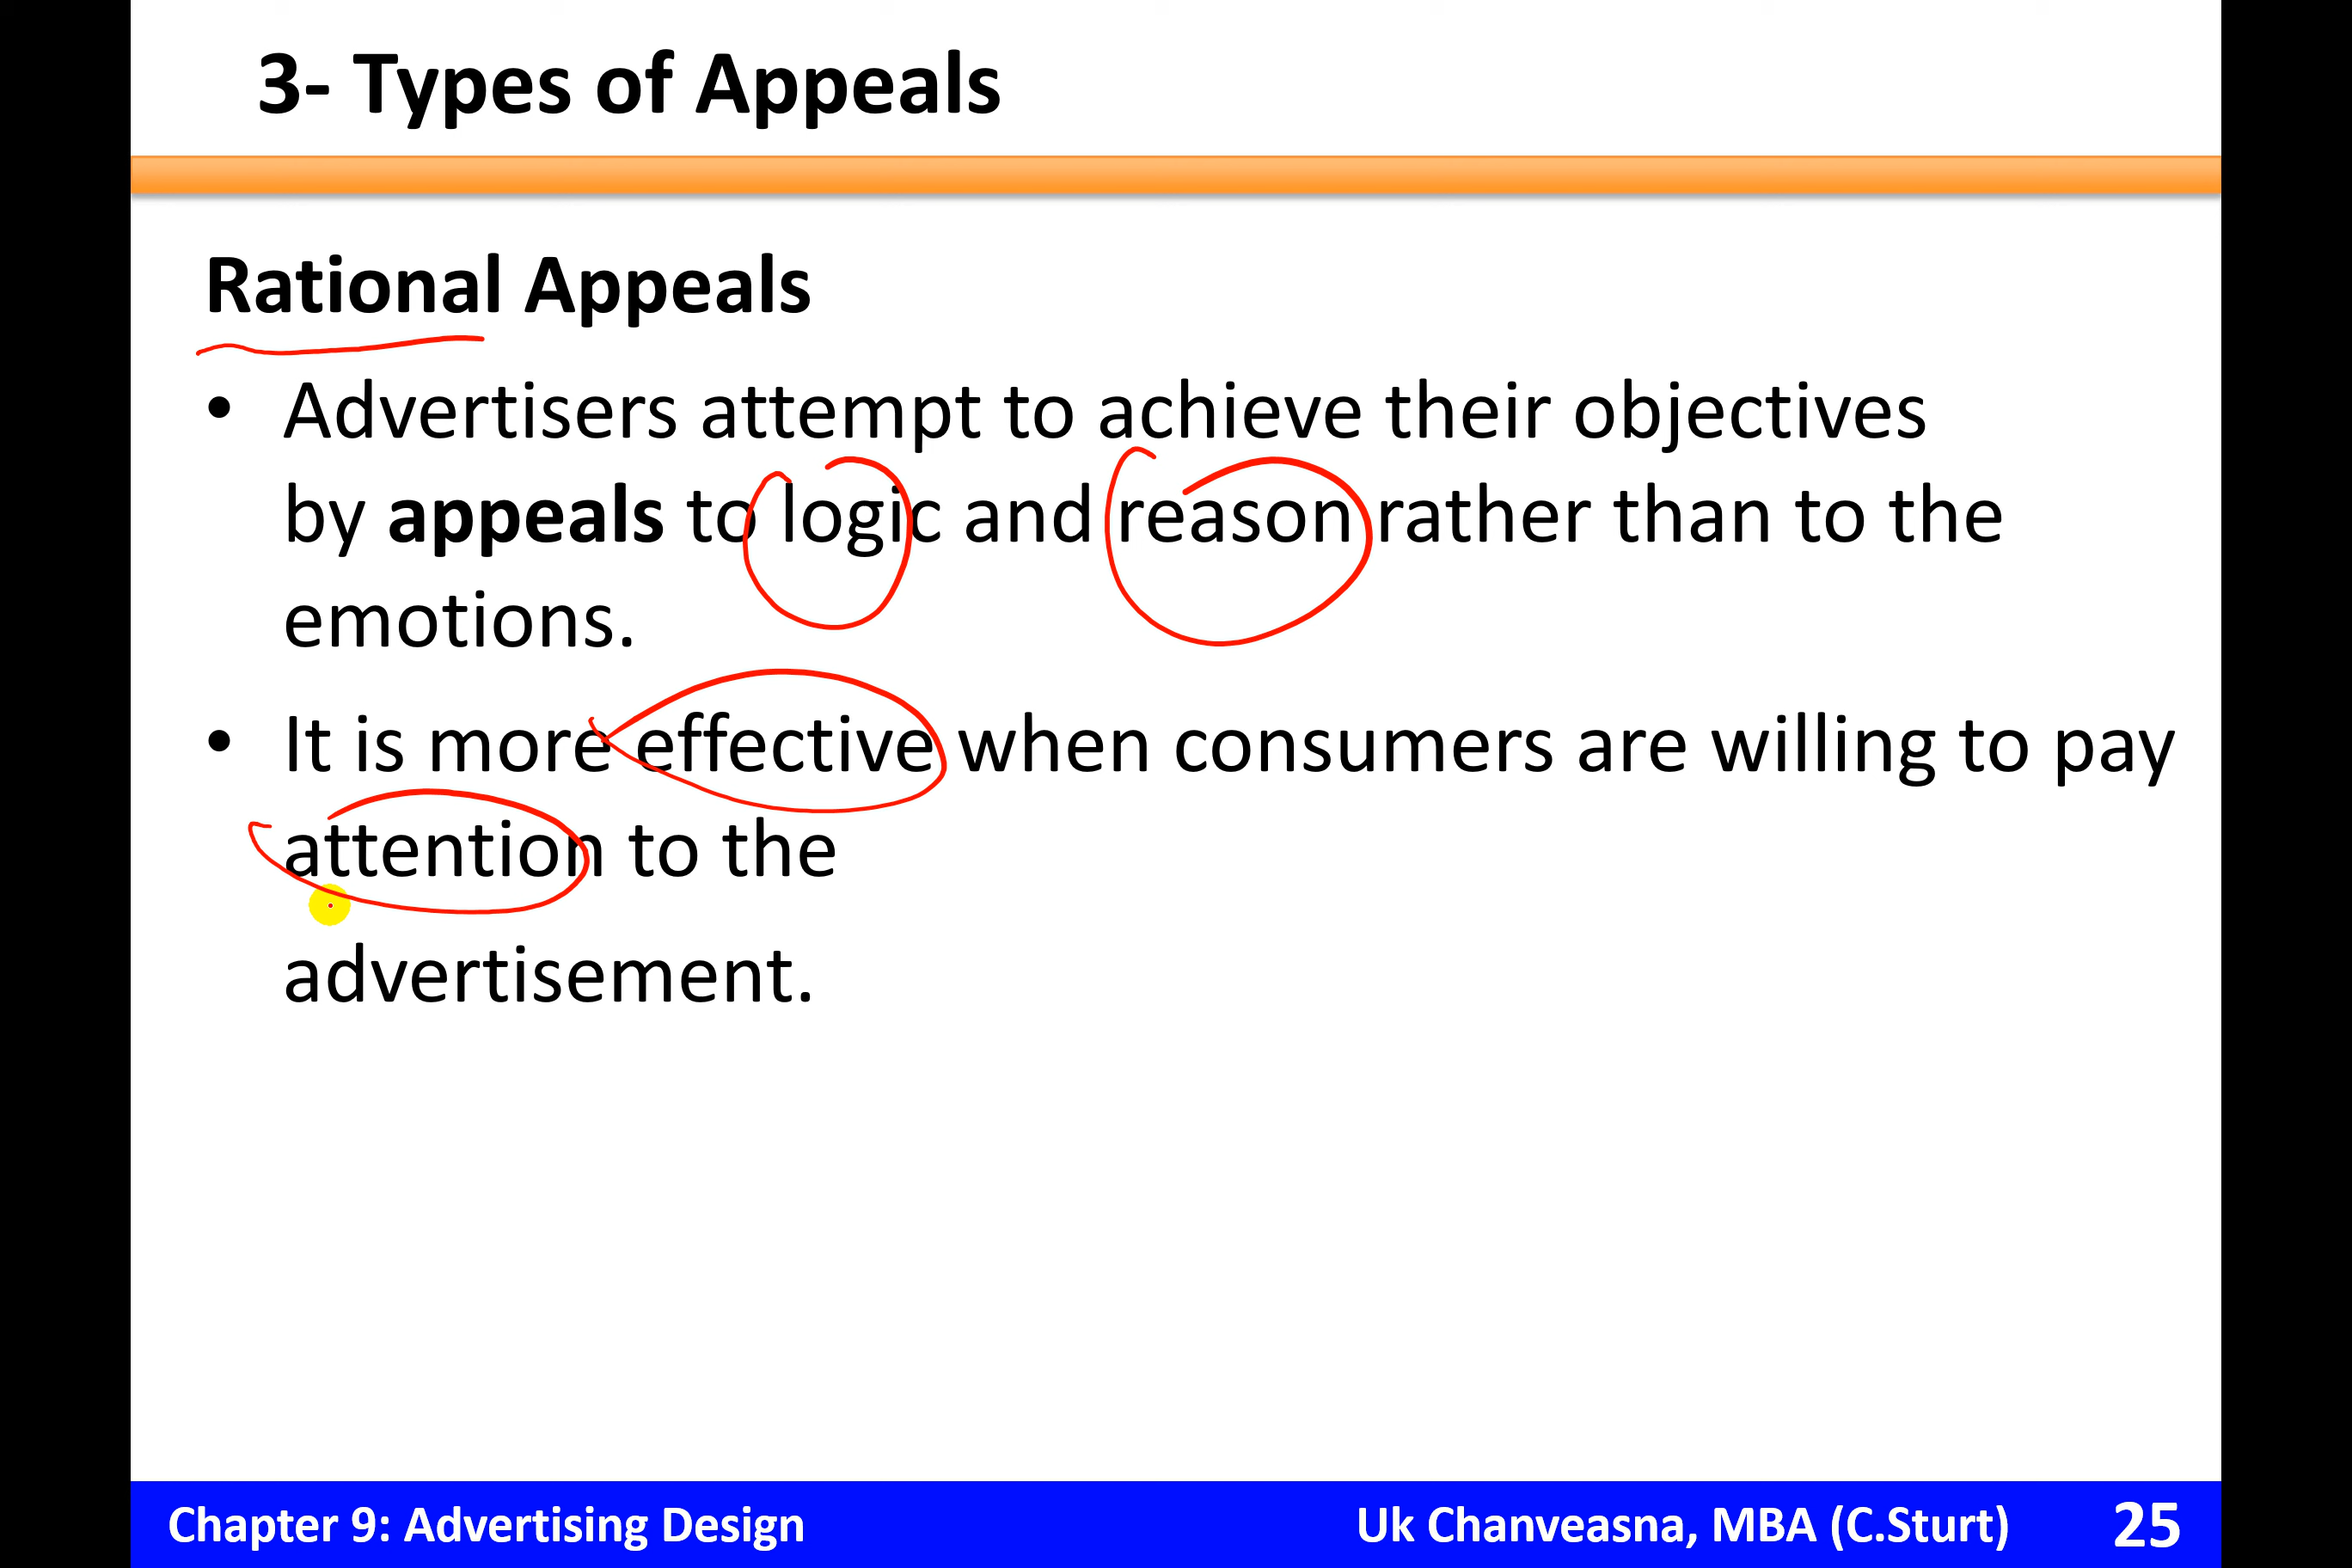 3- Types of Appeals
Rational Appeals
• Advertisers attempt to achieve their objectives
by appeals to logic and reason rather than to the
emotions.
• It is more effective when consumers are willing to pay
attention to the
advertisement.
Chapter 9: Advertising Design
Uk Chanveasna, MBA (C.Sturt)
25